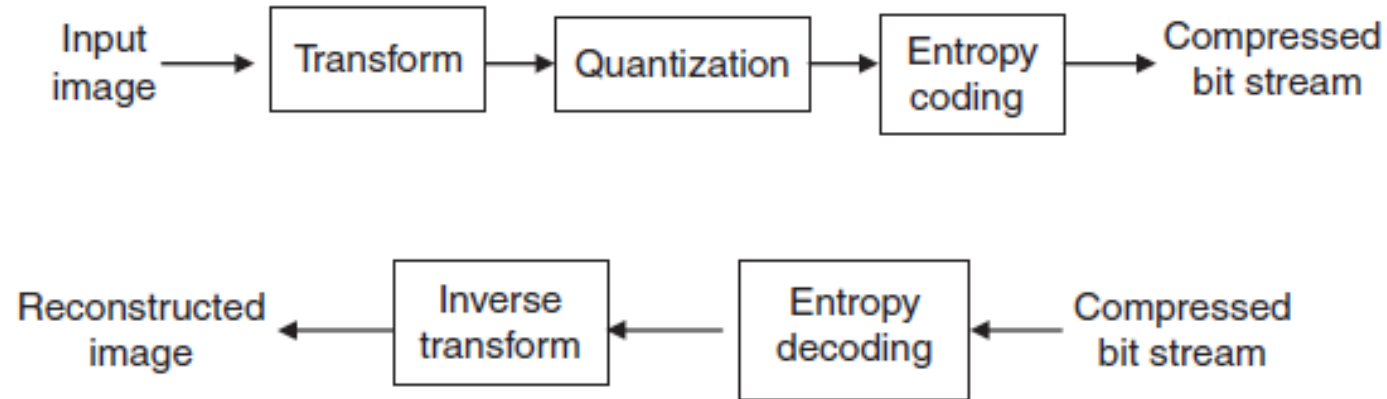 Input
image
Transform
Quantization
Entropy
coding
Compressed
bit stream
Reconstructed
image
Inverse
transform
Entropy
decoding
Compressed
bit stream